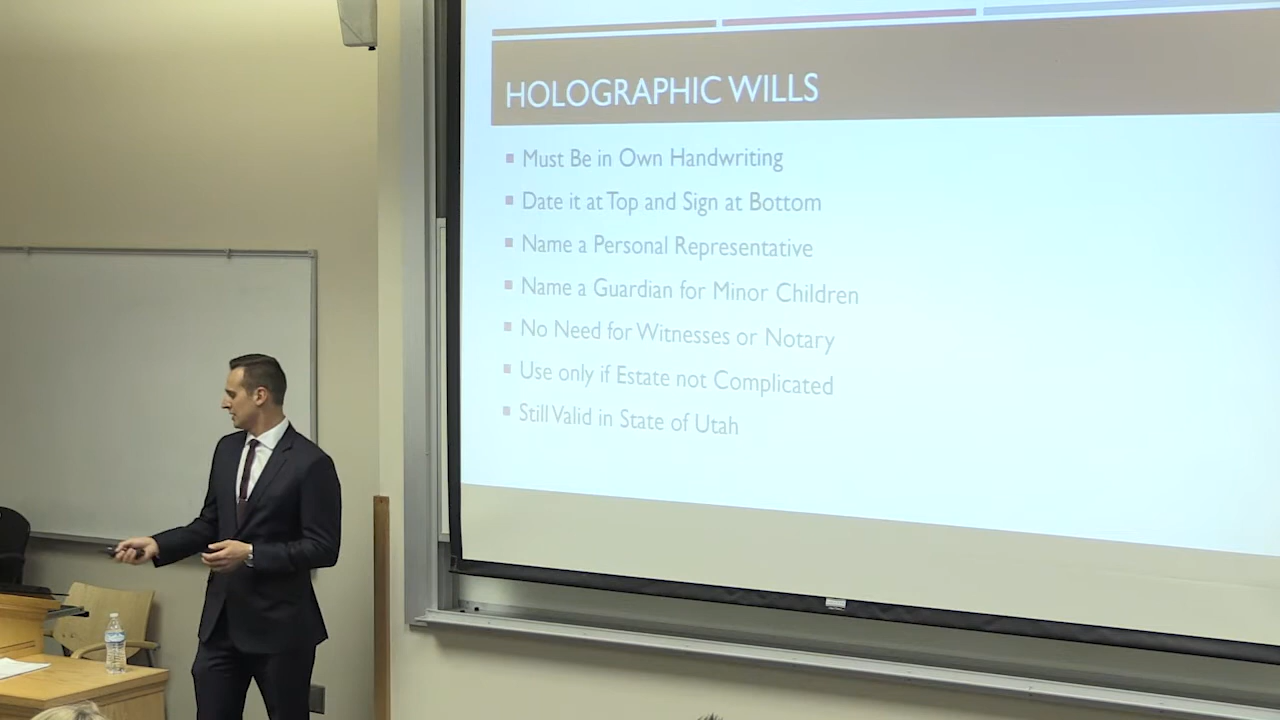 HOLOGRAPHIC WILLS
Must Be in Own Handwriting
Date it at Top and Sign at Bottom
Name a Personal Representative
Name a Guardian for Minor Children
No Need for Witnesses or Notary
Use only if Estate not Complicated
Still Valid in State of Utah